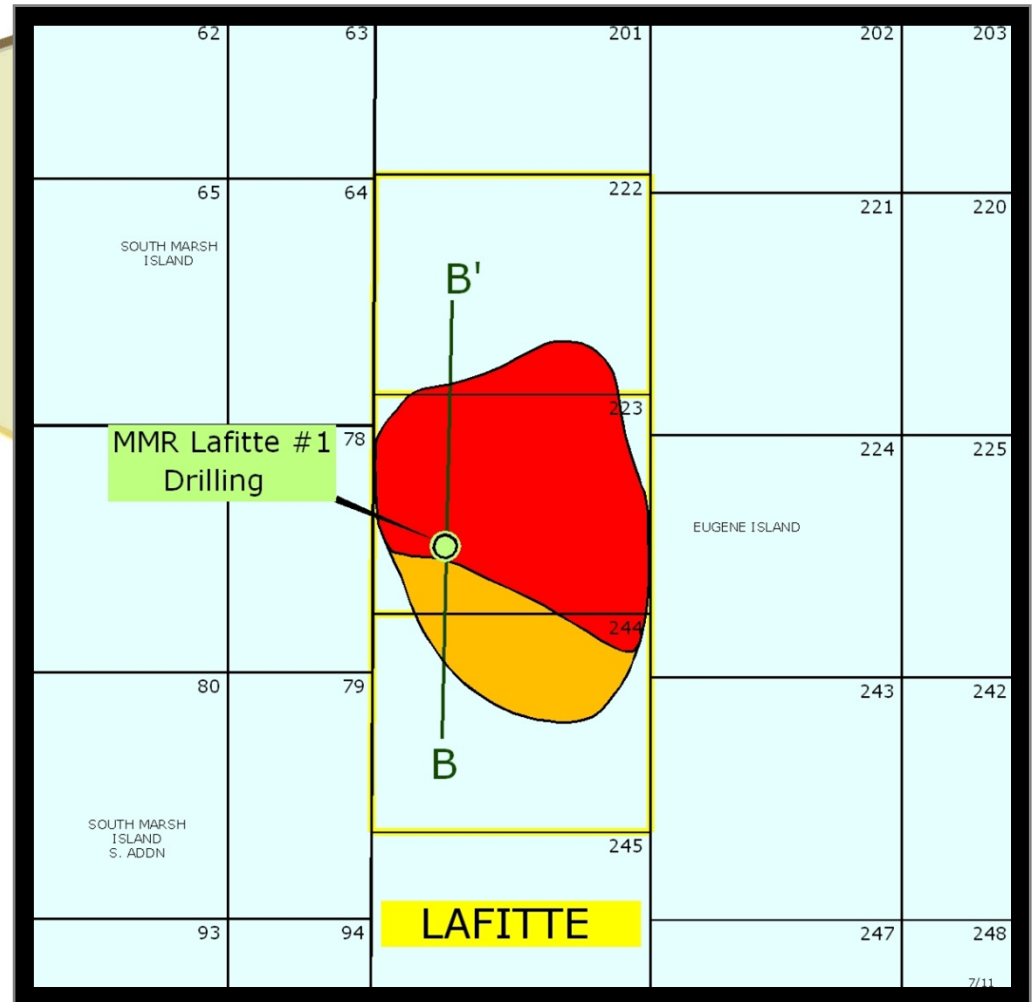 62
63
201
202
203
65
64
222
221
220
SOUTH MARSH
ISLAND
B'
223
MMR Lafitte #1
Drilling
78
224
225
EUGENE ISLAND
244
80
79
243
242
B
SOUTH MARSH
ISLAND
S. ADDN
245
LAFITTE
93
94
247
248
7/11